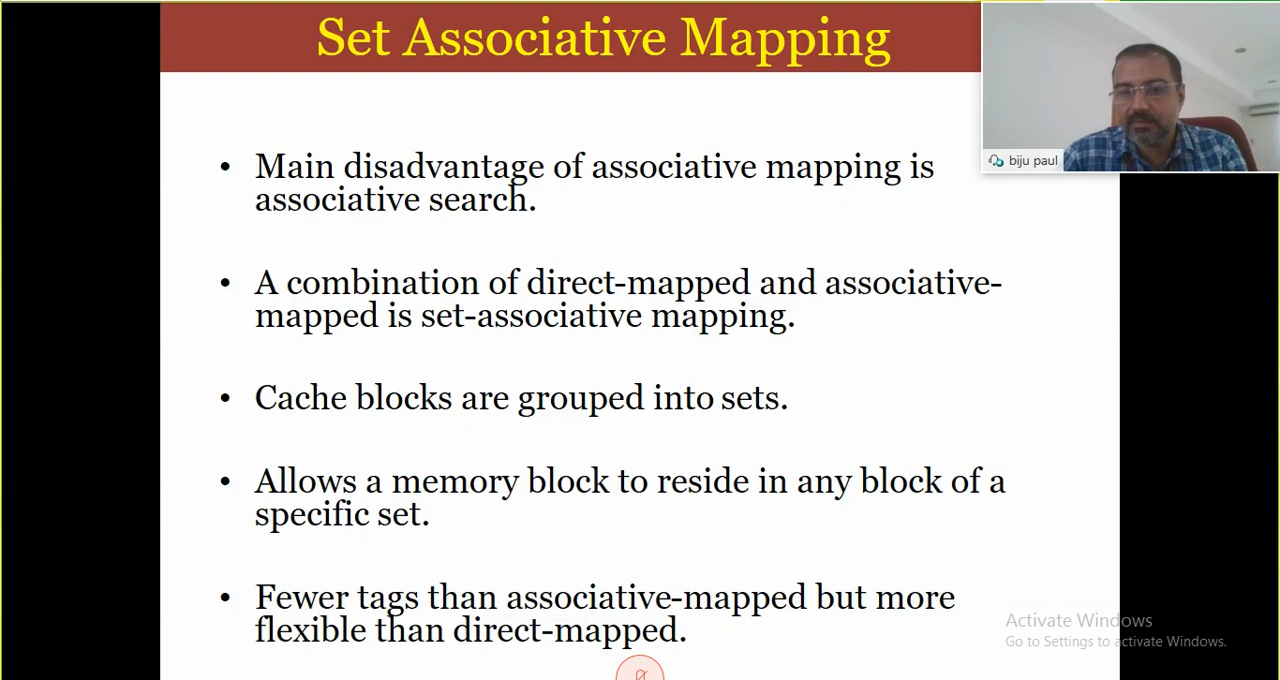 Set Associative Mapping
biju paul
• Main disadvantage of associative mapping is
associative search.
• A combination of direct-mapped and associative-
mapped is set-associative mapping.
• Cache blocks are grouped into sets.
• Allows a memory block to reside in any block of a
specific set.
• Fewer tags than associative-mapped but more
flexible than direct-mapped.
Activate Windows
Go to Settings to activate Windows.